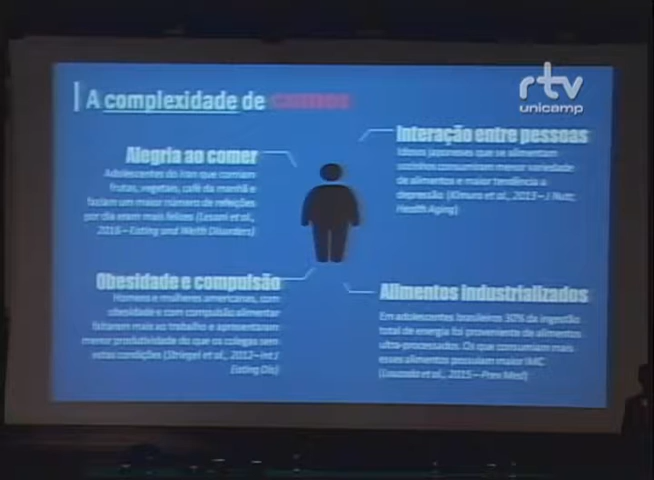 rtv
unicamp
A complexidade de comer
Alegria ao comer
Adolescentes do Iran que comiam
frutas, vegetais, café da manhã e
faziam um maior número de refeições
por dia eram mais felizes (Lesani et al.,
2016 – Eating and Weith Disorders)
Interação entre pessoas
Idosos japoneses que se alimentam
sozinhos consumiram menor variedade
de alimentos e maior tendência a
depressão (Kimura et al., 2013 – J Nutr,
Health Aging)
Obesidade e compulsão
Homens e mulheres americanas, com
obesidade e com compulsão alimentar
faltaram mais ao trabalho e apresentaram
menor produtividade do que os colegas sem
estas condições (Striegel et al., 2012 – Int J
Eating Dis)
Alimentos industrializados
Em adolescentes brasileiros 30% da ingestão
total de energia foi proveniente de alimentos
ultra-processados. Os que consumiam mais
esses alimentos possuíam maior IMC
(Louzada et al., 2015 – Prev Med)